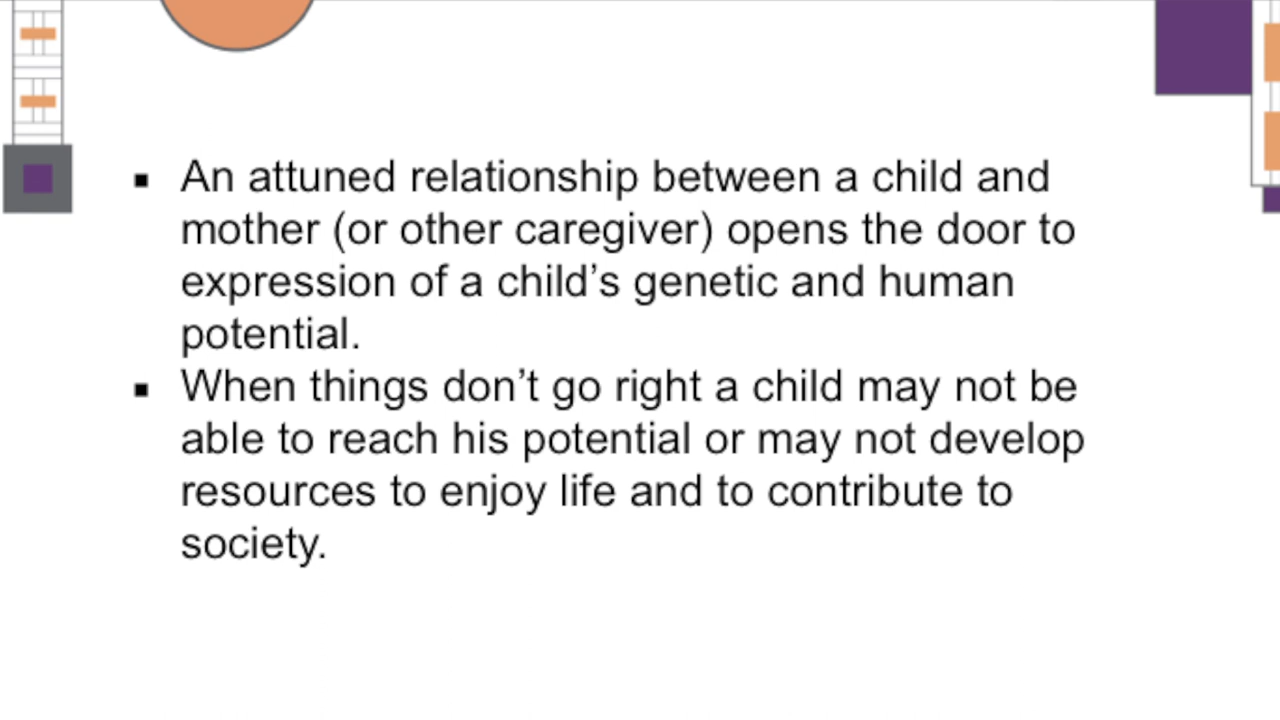 ▪ An attuned relationship between a child and
mother (or other caregiver) opens the door to
expression of a child’s genetic and human
potential.
▪ When things don’t go right a child may not be
able to reach his potential or may not develop
resources to enjoy life and to contribute to
society.